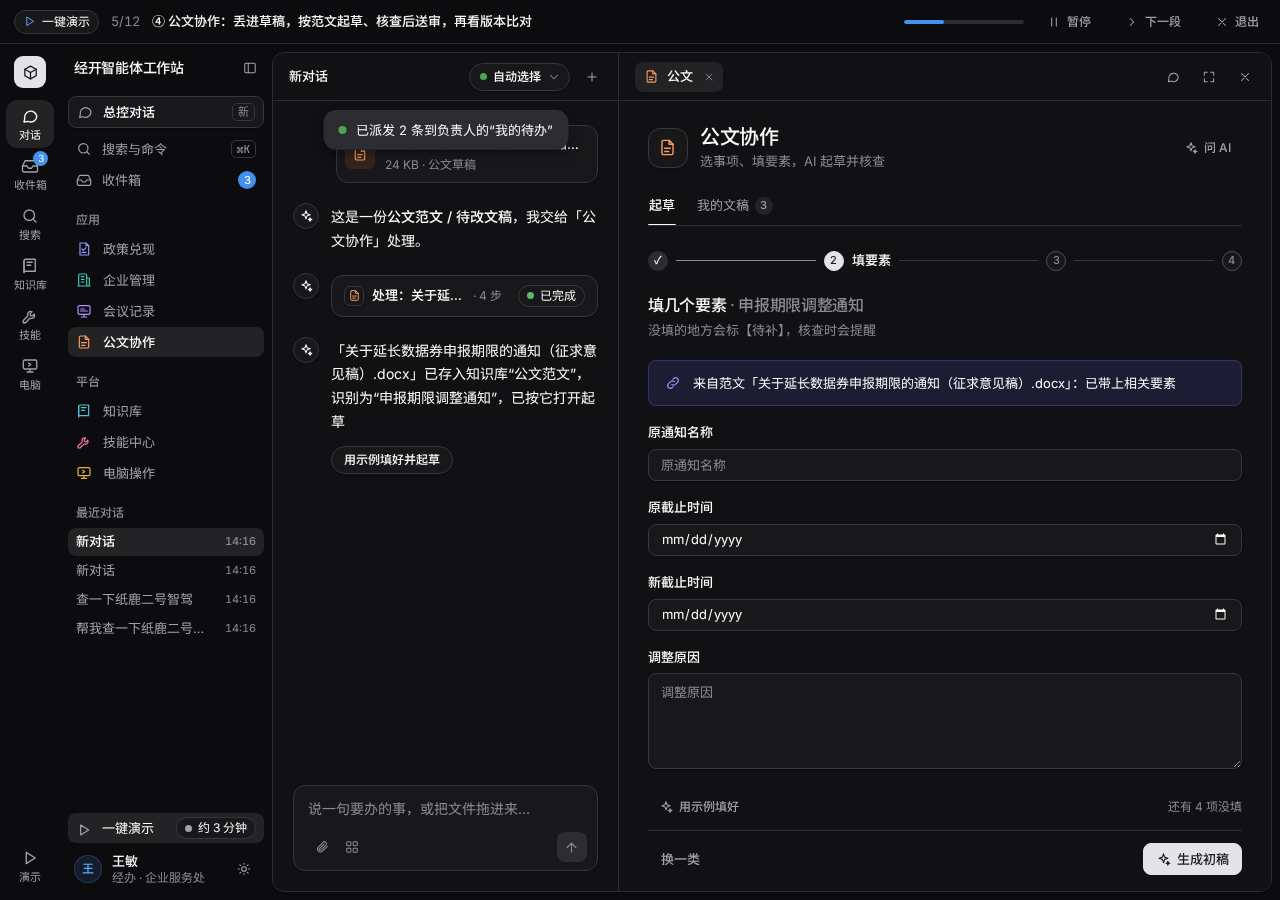 一键演示
5/12
④ 公文协作：丢进草稿，按范文起草、核查后送审，再看版本比对
暂停
下一段
退出
对话
3
收件箱
搜索
知识库
技能
电脑
演示
经开智能体工作站
总控对话
新
搜索与命令
⌘K
收件箱
3
应用
政策兑现
企业管理
会议记录
公文协作
平台
知识库
技能中心
电脑操作
最近对话
新对话 14:16
新对话 14:16
查一下纸鹿二号智驾 14:16
帮我查一下纸鹿二号... 14:16
一键演示
约 3 分钟
王
王敏
经办 · 企业服务处
新对话
自动选择
已派发 2 条到负责人的“我的待办”
24 KB · 公文草稿
这是一份公文范文 / 待改文稿，我交给「公
文协作」处理。
处理：关于延... · 4 步
已完成
「关于延长数据券申报期限的通知（征求意
见稿）.docx」已存入知识库“公文范文”，
识别为“申报期限调整通知”，已按它打开起
草
用示例填好并起草
说一句要办的事，或把文件拖进来...
公文
公文协作
选事项、填要素，AI 起草并核查
问 AI
起草
我的文稿 3
✓
2 填要素
3
4
填几个要素 · 申报期限调整通知
没填的地方会标【待补】，核查时会提醒
来自范文「关于延长数据券申报期限的通知（征求意见稿）.docx」：已带上相关要素
原通知名称
原通知名称
原截止时间
mm/dd/yyyy
新截止时间
mm/dd/yyyy
调整原因
调整原因
用示例填好
还有 4 项没填
换一类
生成初稿